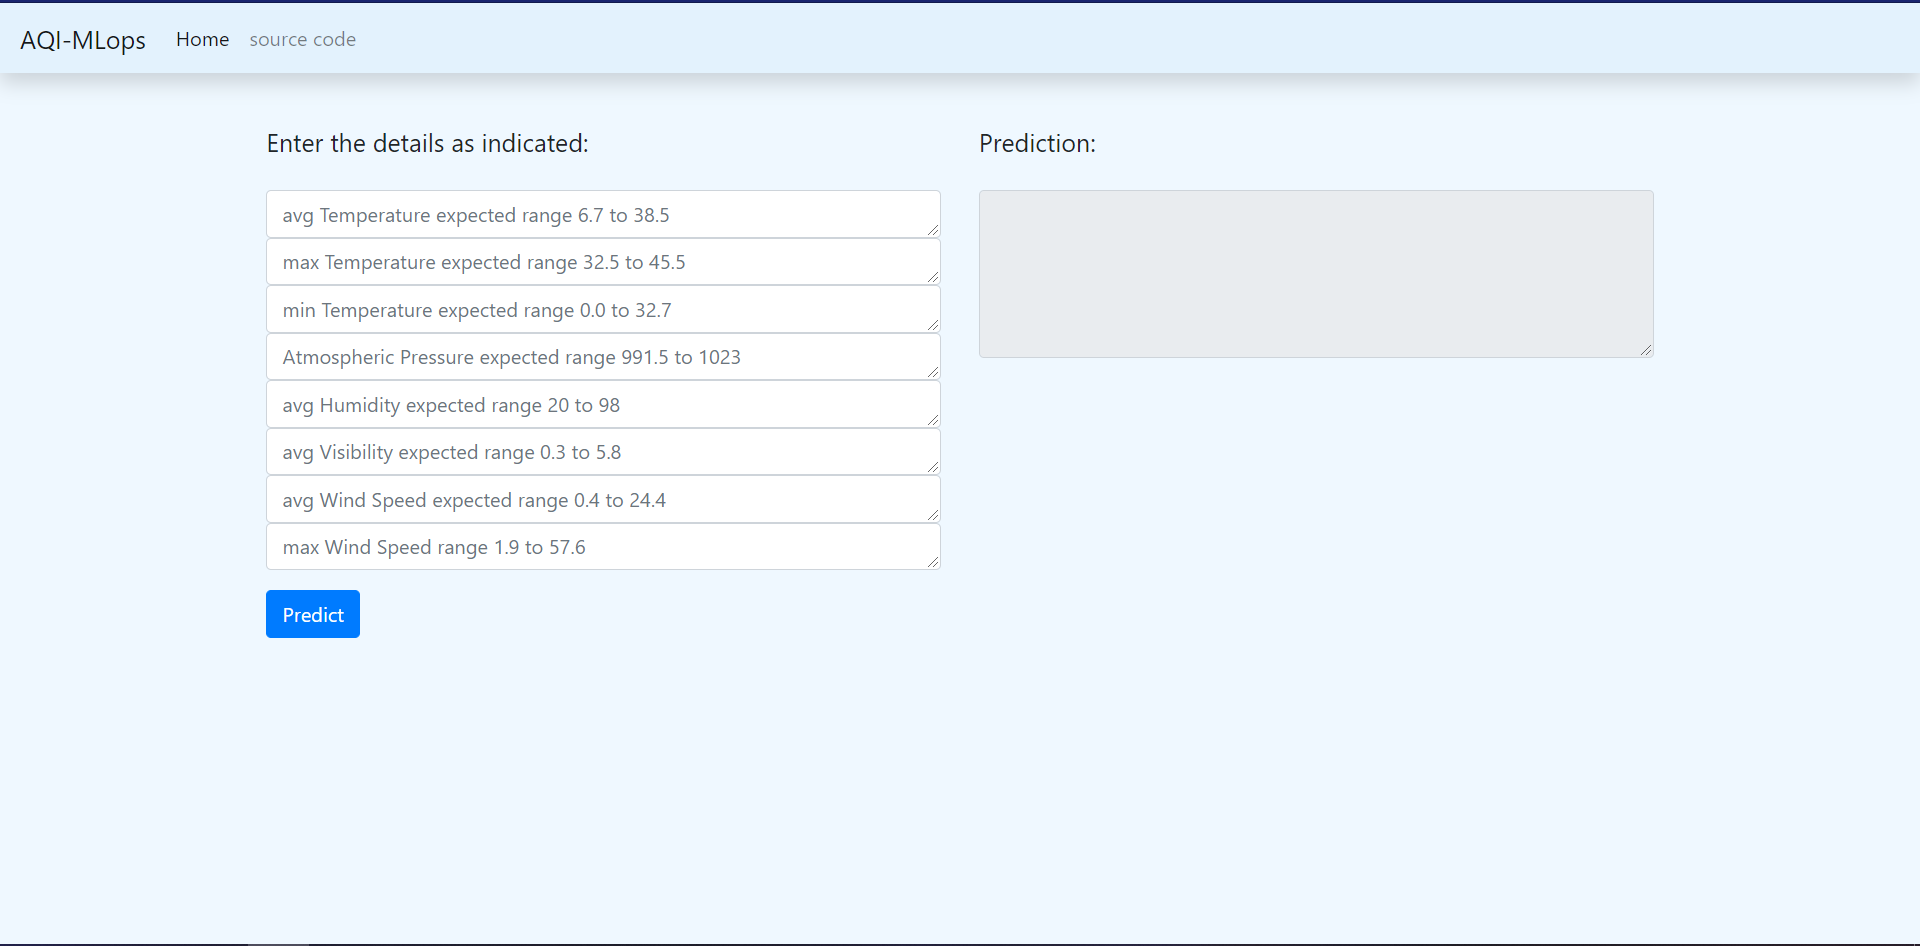 AQI-MLops Home source code
Enter the details as indicated:
avg Temperature expected range 6.7 to 38.5
max Temperature expected range 32.5 to 45.5
min Temperature expected range 0.0 to 32.7
Atmospheric Pressure expected range 991.5 to 1023
avg Humidity expected range 20 to 98
avg Visibility expected range 0.3 to 5.8
avg Wind Speed expected range 0.4 to 24.4
max Wind Speed range 1.9 to 57.6
Predict
Prediction: